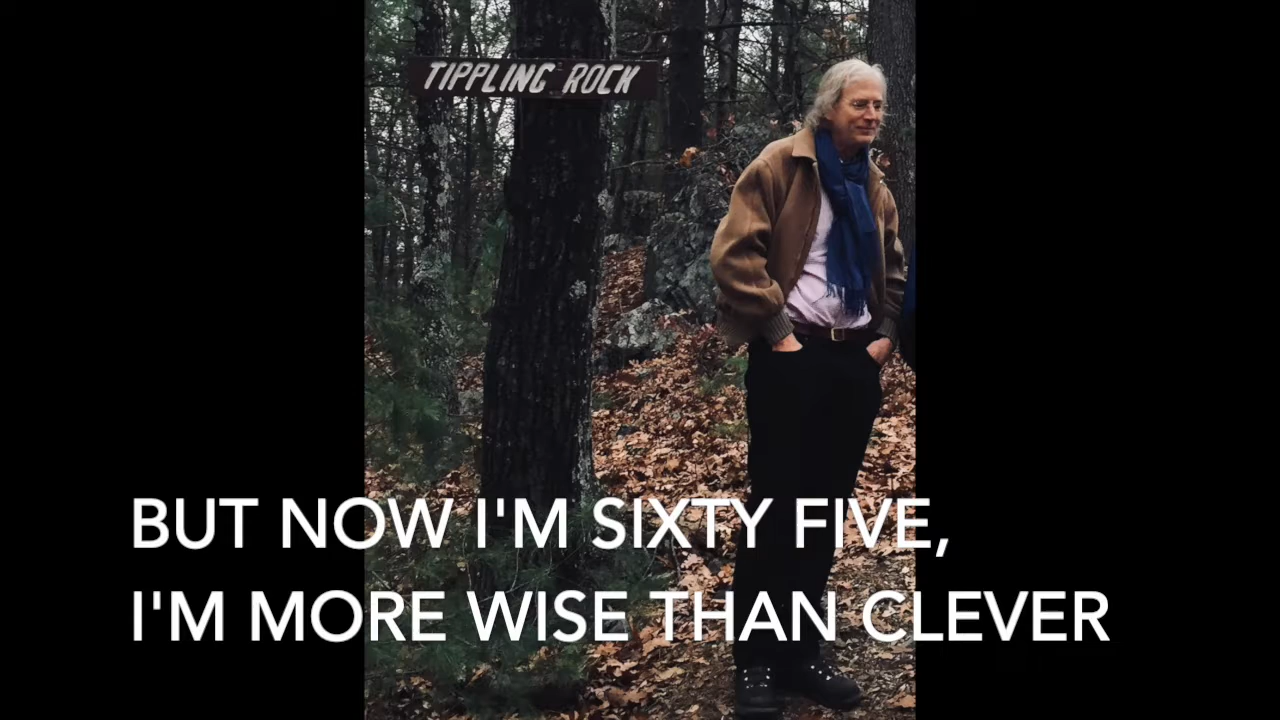 TIPPLING ROCK
BUT NOW I'M SIXTY FIVE,
I'M MORE WISE THAN CLEVER